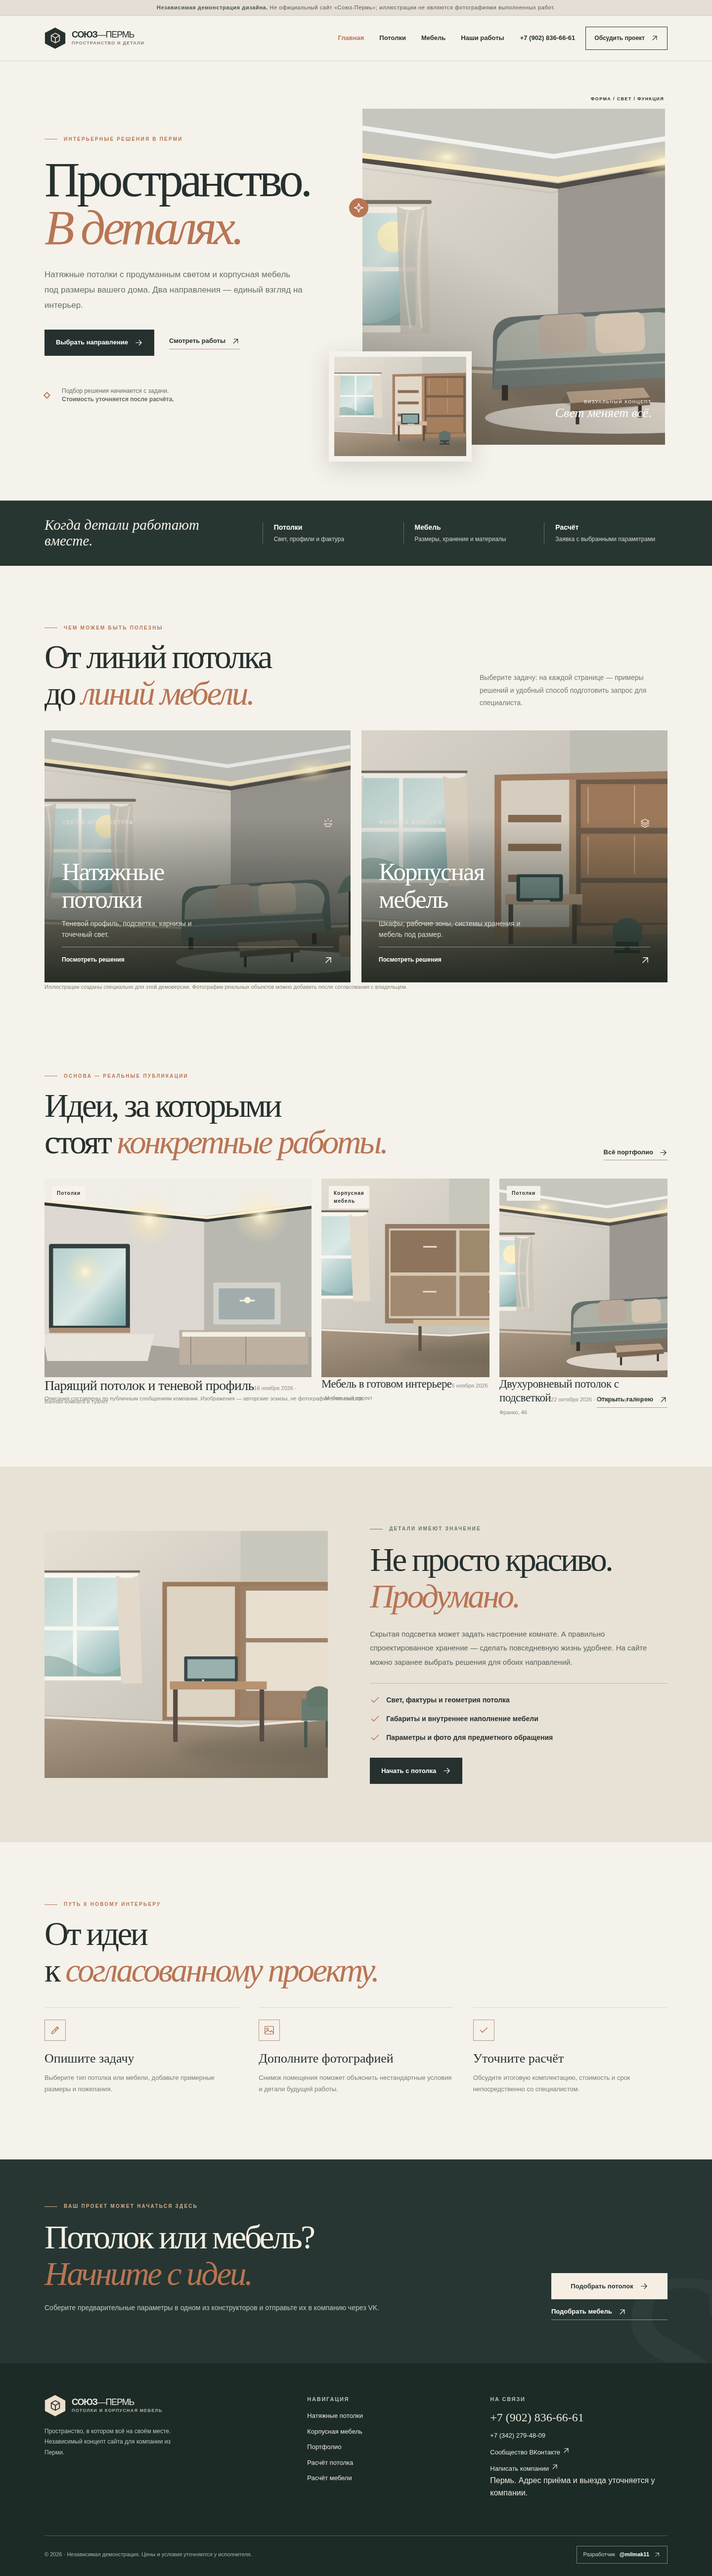 Независимая демонстрация дизайна. Не официальный сайт «Союз-Пермь»; иллюстрации не являются фотографиями выполненных работ.
СОЮЗ—ПЕРМЬ
ПРОСТРАНСТВО И ДЕТАЛИ
Главная
Потолки
Мебель
Наши работы
+7 (902) 836-66-61
Обсудить проект
ФОРМА / СВЕТ / ФУНКЦИЯ
ИНТЕРЬЕРНЫЕ РЕШЕНИЯ В ПЕРМИ
Пространство.
В деталях.
Натяжные потолки с продуманным светом и корпусная мебель
под размеры вашего дома. Два направления — единый взгляд на
интерьер.
Выбрать направление
Смотреть работы
Подбор решения начинается с задачи.
Стоимость уточняется после расчёта.
ВИЗУАЛЬНЫЙ КОНЦЕПТ
Свет меняет всё.
Когда детали работают
вместе.
Потолки
Свет, профили и фактура
Мебель
Размеры, хранение и материалы
Расчёт
Заявка с выбранными параметрами
ЧЕМ МОЖЕМ БЫТЬ ПОЛЕЗНЫ
От линий потолка
до линий мебели.
Выберите задачу: на каждой странице — примеры
решений и удобный способ подготовить запрос для
специалиста.
Натяжные
потолки
Теневой профиль, подсветка, карнизы и
точечный свет.
Посмотреть решения
Корпусная
мебель
Шкафы, рабочие зоны, системы хранения и
мебель под размер.
Посмотреть решения
Иллюстрации созданы специально для этой демоверсии. Фотографии реальных объектов можно добавить после согласования с владельцем.
ОСНОВА — РЕАЛЬНЫЕ ПУБЛИКАЦИИ
Идеи, за которыми
стоят конкретные работы.
Всё портфолио
Потолки
Корпусная
мебель
Потолки
Парящий потолок и теневой профиль
16 ноября 2026 ·
Ванная комната и туалет
Мебель в готовом интерьере
5 ноября 2026
Двухуровневый потолок с
подсветкой
22 октября 2026
Франко, 46
Открыть галерею
ДЕТАЛИ ИМЕЮТ ЗНАЧЕНИЕ
Не просто красиво.
Продумано.
Скрытая подсветка может задать настроение комнате. А правильно
спроектированное хранение — сделать повседневную жизнь удобнее. На сайте
можно заранее выбрать решения для обоих направлений.
Свет, фактуры и геометрия потолка
Габариты и внутреннее наполнение мебели
Параметры и фото для предметного обращения
Начать с потолка
ПУТЬ К НОВОМУ ИНТЕРЬЕРУ
От идеи
к согласованному проекту.
Опишите задачу
Выберите тип потолка или мебели, добавьте примерные
размеры и пожелания.
Дополните фотографией
Снимок помещения поможет объяснить нестандартные условия
и детали будущей работы.
Уточните расчёт
Обсудите итоговую комплектацию, стоимость и срок
непосредственно со специалистом.
ВАШ ПРОЕКТ МОЖЕТ НАЧАТЬСЯ ЗДЕСЬ
Потолок или мебель?
Начните с идеи.
Соберите предварительные параметры в одном из конструкторов и отправьте их в компанию через VK.
Подобрать потолок
Подобрать мебель
СОЮЗ—ПЕРМЬ
ПОТОЛКИ И КОРПУСНАЯ МЕБЕЛЬ
Пространство, в котором всё на своём месте.
Независимый концепт сайта для компании из
Перми.
НАВИГАЦИЯ
Натяжные потолки
Корпусная мебель
Портфолио
Расчёт потолка
Расчёт мебели
НА СВЯЗИ
+7 (902) 836-66-61
+7 (342) 279-48-09
Сообщество ВКонтакте
Написать компании
Пермь. Адрес приёма и выезда уточняется у
компании.
© 2026 · Независимая демонстрация. Цены и условия уточняются у исполнителя.
Разработчик @milmak11